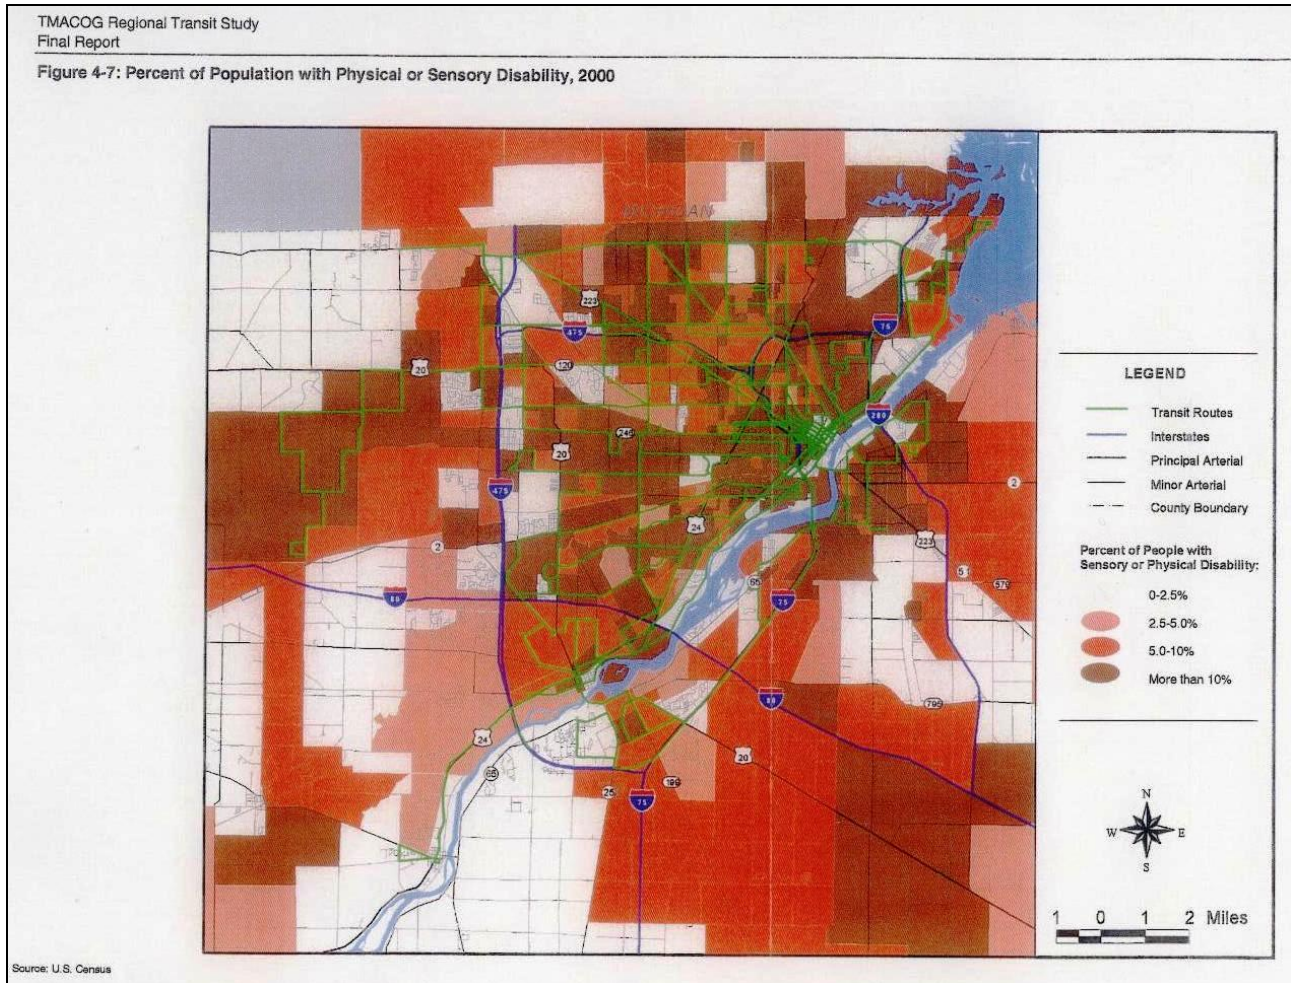 TMACOG Regional Transit Study
Final Report
Figure 4-7: Percent of Population with Physical or Sensory Disability, 2000
223
475
75
20
120
280
246
20
475
2
24
2
223
51
579
65
75
80
80
795
24
20
65
199
25
75
LEGEND
Transit Routes
Interstates
Principal Arterial
Minor Arterial
County Boundary
Percent of People with
Sensory or Physical Disability:
0-2.5%
2.5-5.0%
5.0-10%
More than 10%
N
W E
S
1 0 1 2 Miles
Source: U.S. Census